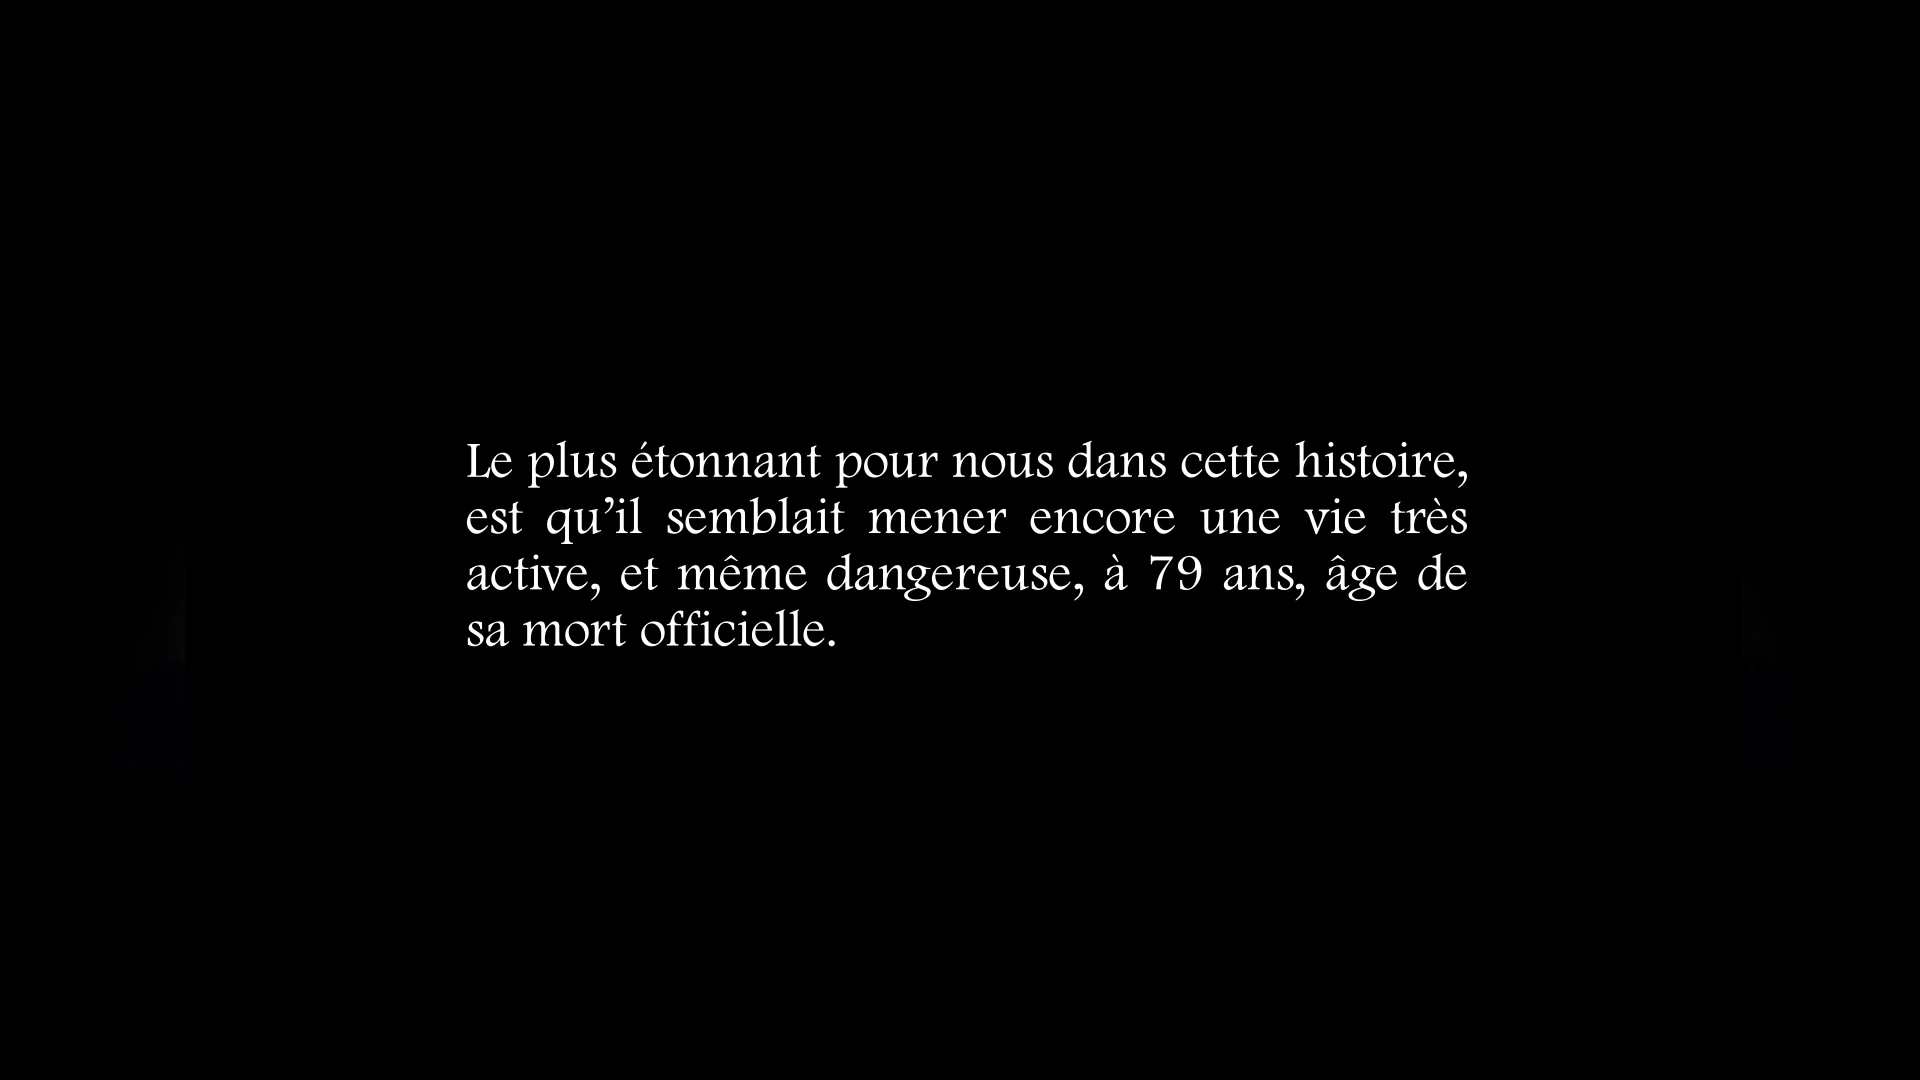 Le plus étonnant pour nous dans cette histoire,
est qu’il semblait mener encore une vie très
active, et même dangereuse, à 79 ans, âge de
sa mort officielle.